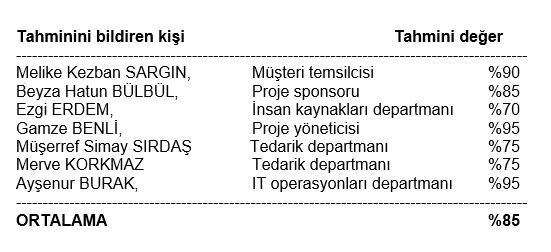 Tahminini bildiren kişi Tahmini değer
Melike Kezban SARGIN, Müşteri temsilcisi %90
Beyza Hatun BÜLBÜL, Proje sponsoru %85
Ezgi ERDEM, İnsan kaynakları departmanı %70
Gamze BENLİ, Proje yöneticisi %95
Müşerref Simay SIRDAŞ Tedarik departmanı %75
Merve KORKMAZ Tedarik departmanı %75
Ayşenur BURAK, IT operasyonları departmanı %95
ORTALAMA %85